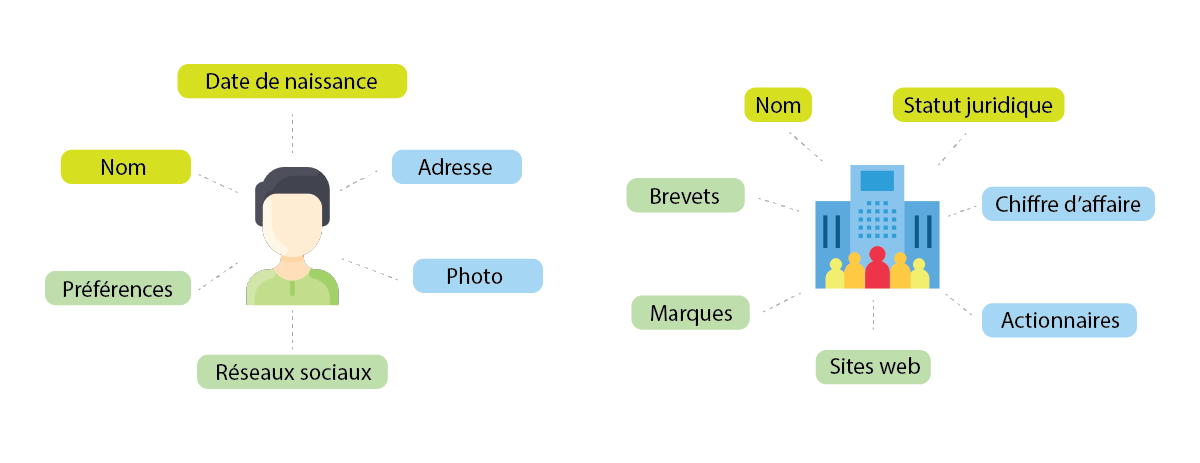 Date de naissance
Nom
Adresse
Préférences
Photo
Réseaux sociaux
Nom
Statut juridique
Brevets
Chiffre d'affaire
Marques
Actionnaires
Sites web